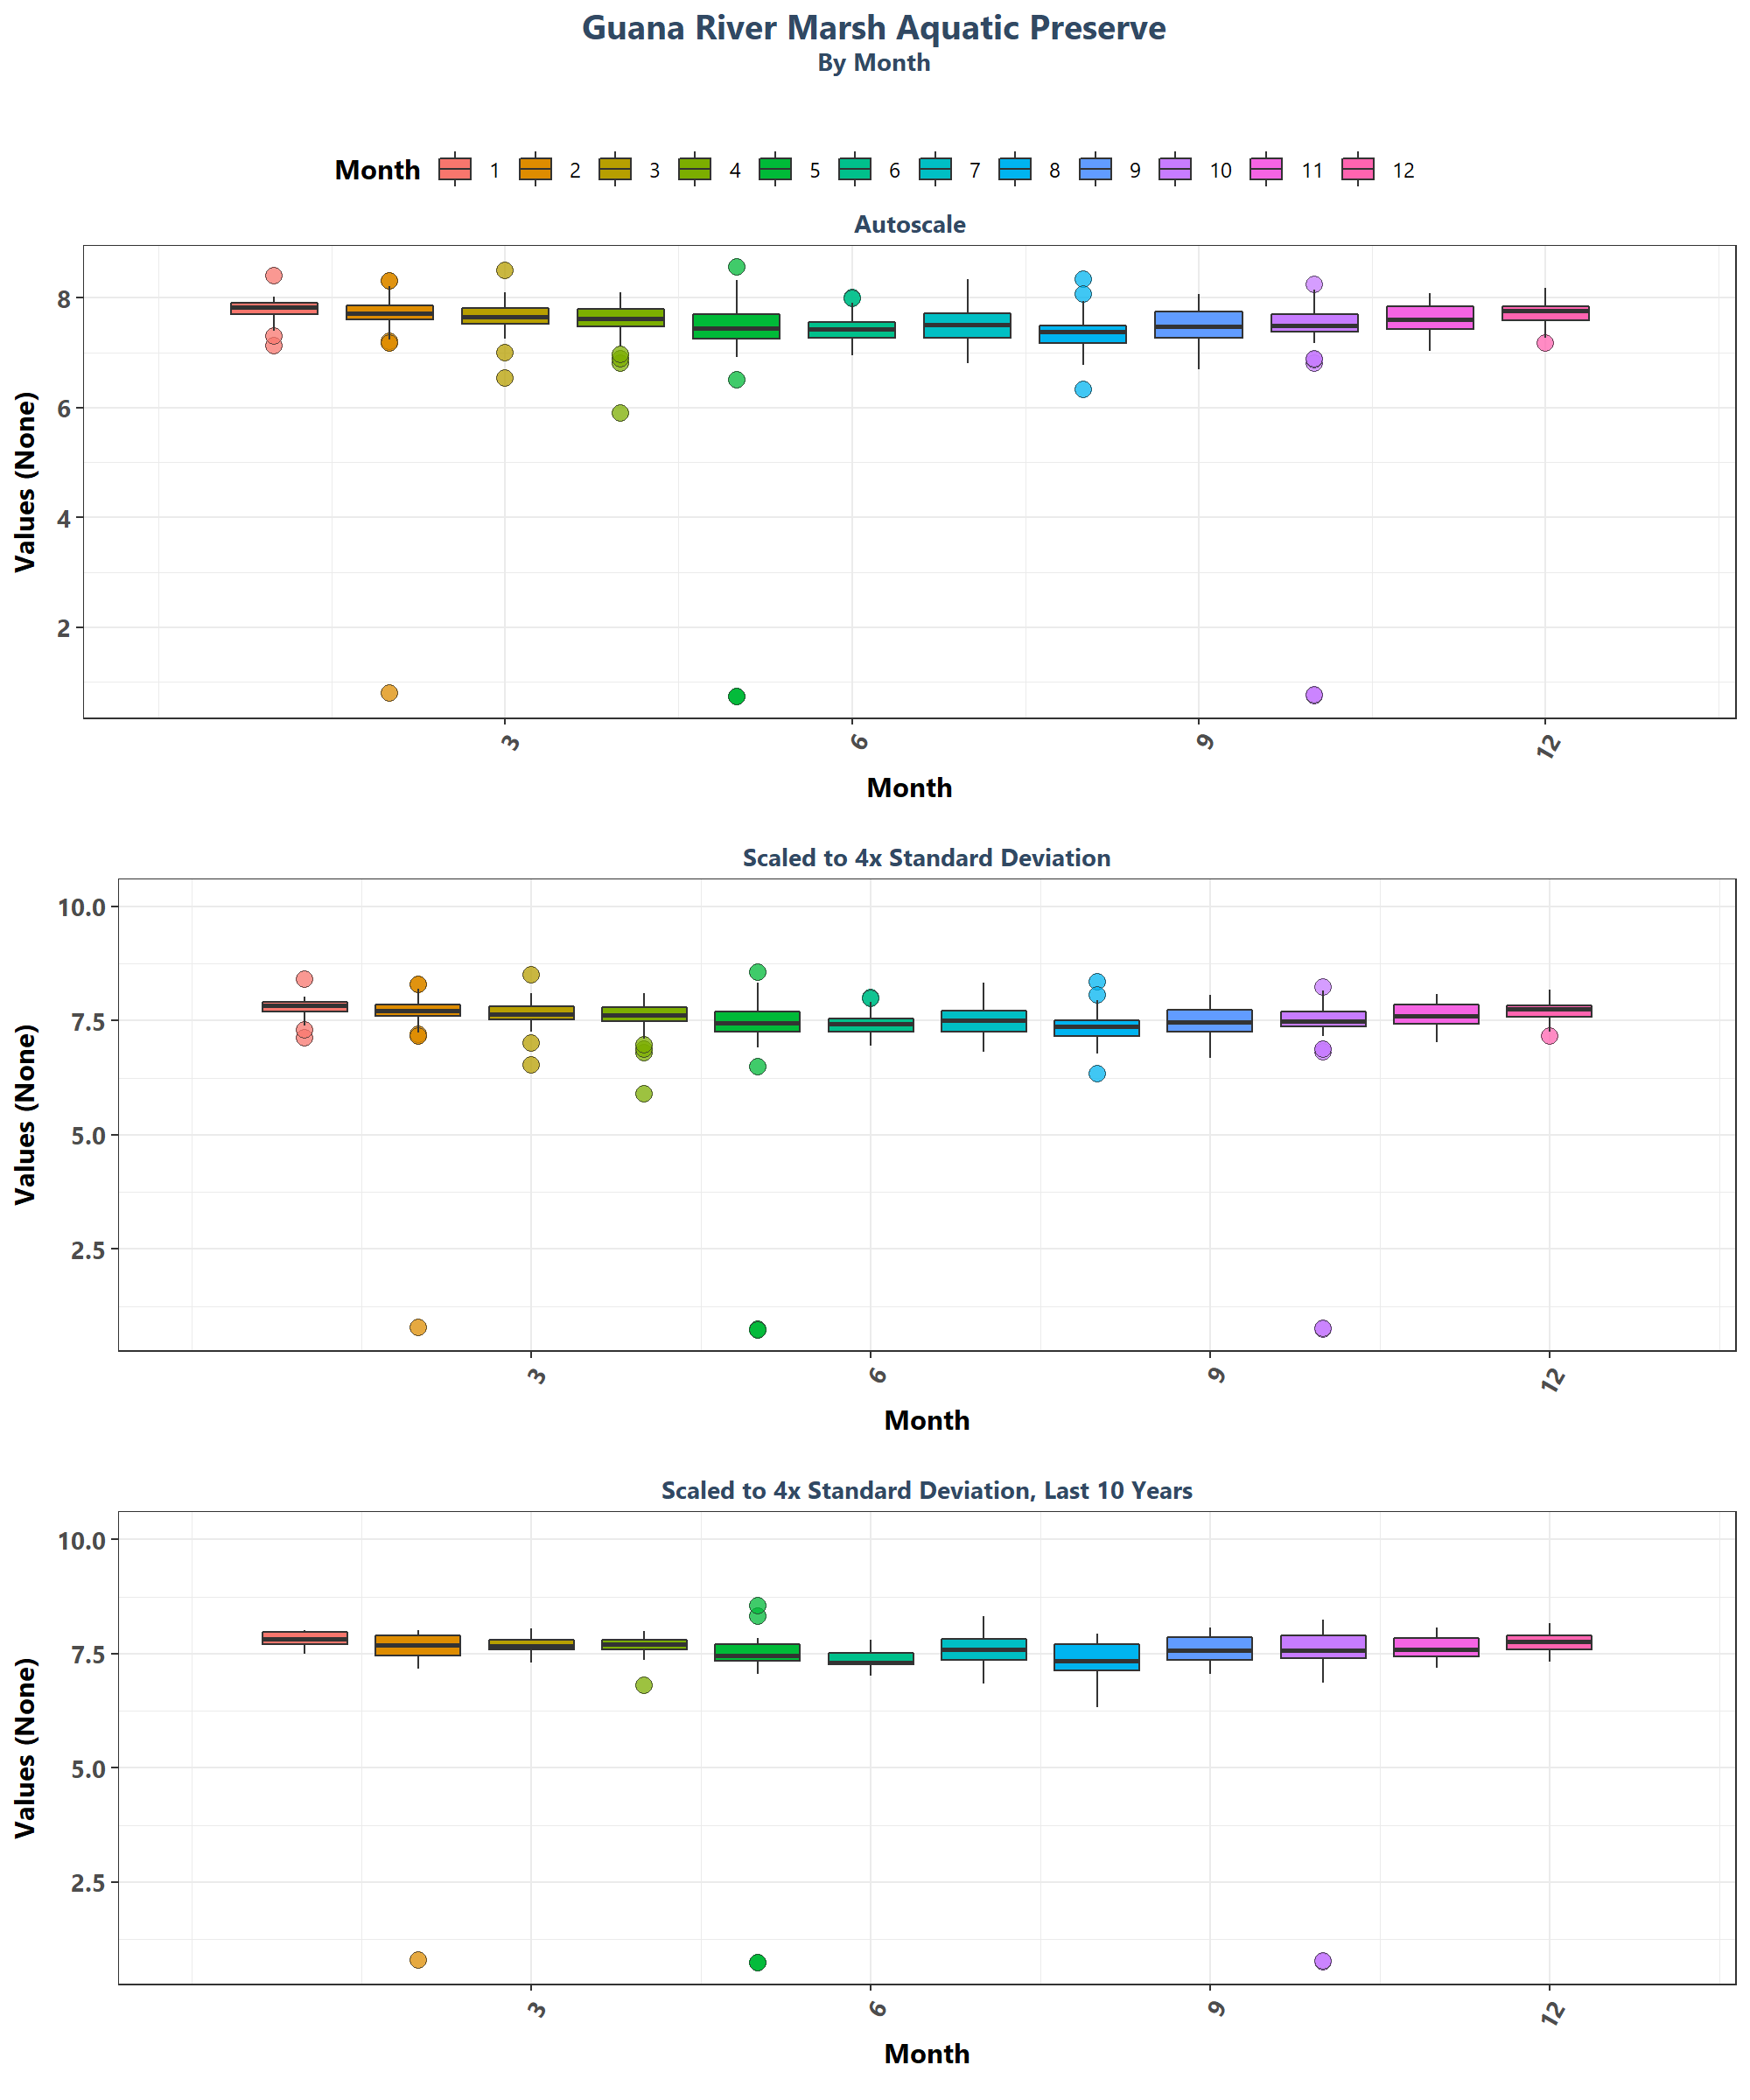 Guana River Marsh Aquatic Preserve
By Month
Month 1 2 3 4 5 6 7 8 9 10 11 12
Autoscale
Values (None)
8
6
4
2
3 6 9 12
Month
Scaled to 4x Standard Deviation
Values (None)
10.0
7.5
5.0
2.5
3 6 9 12
Month
Scaled to 4x Standard Deviation, Last 10 Years
Values (None)
10.0
7.5
5.0
2.5
3 6 9 12
Month